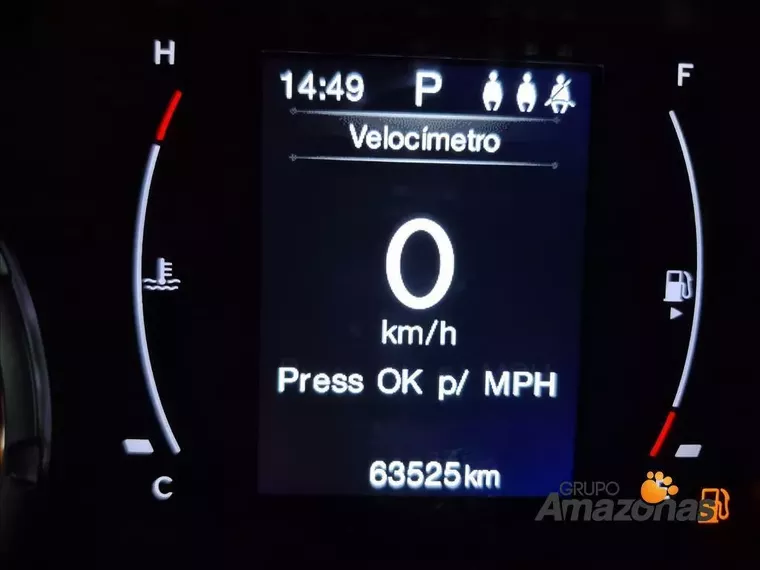 H
F
14:49 P
Velocímetro
0
km/h
Press OK p/ MPH
63525km
C
GRUPO
Amazonas